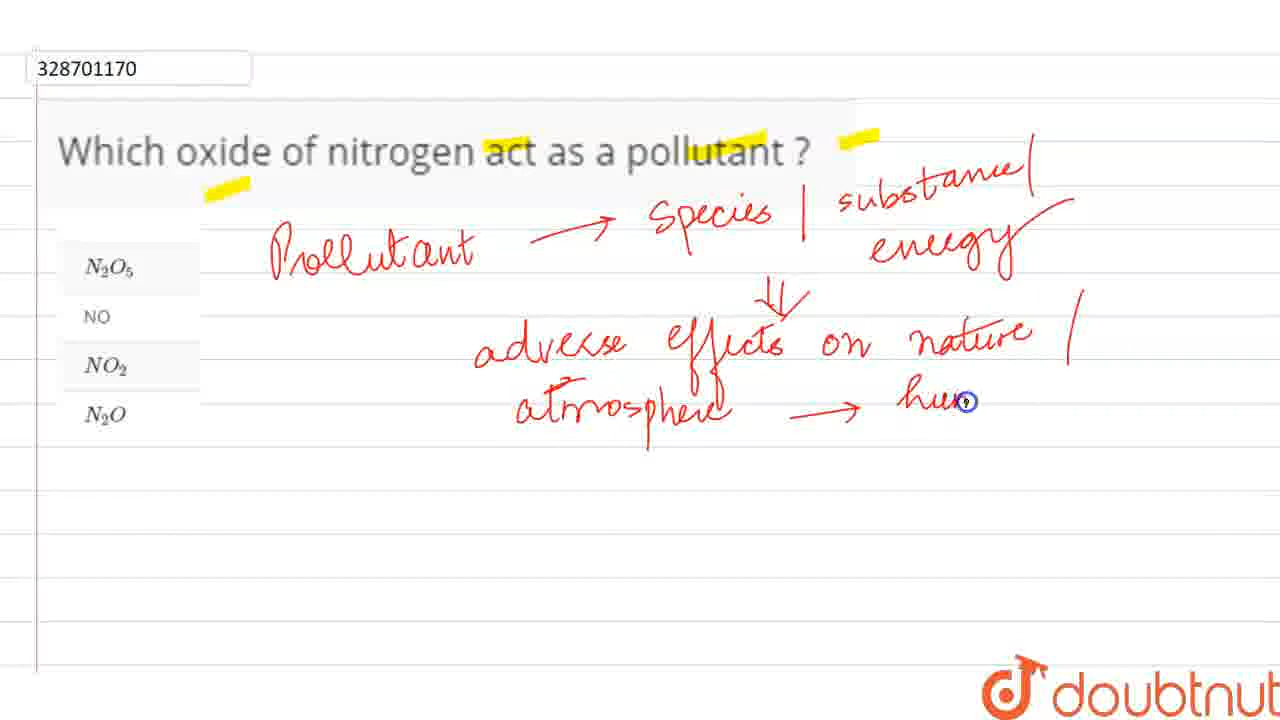 328701170
Which oxide of nitrogen act as a pollutant ?
Pollutant → Species | substance|
energy
N₂O₅
NO
adverse effects on nature |
NO₂
atmosphere → hum
N₂O
doubtnut